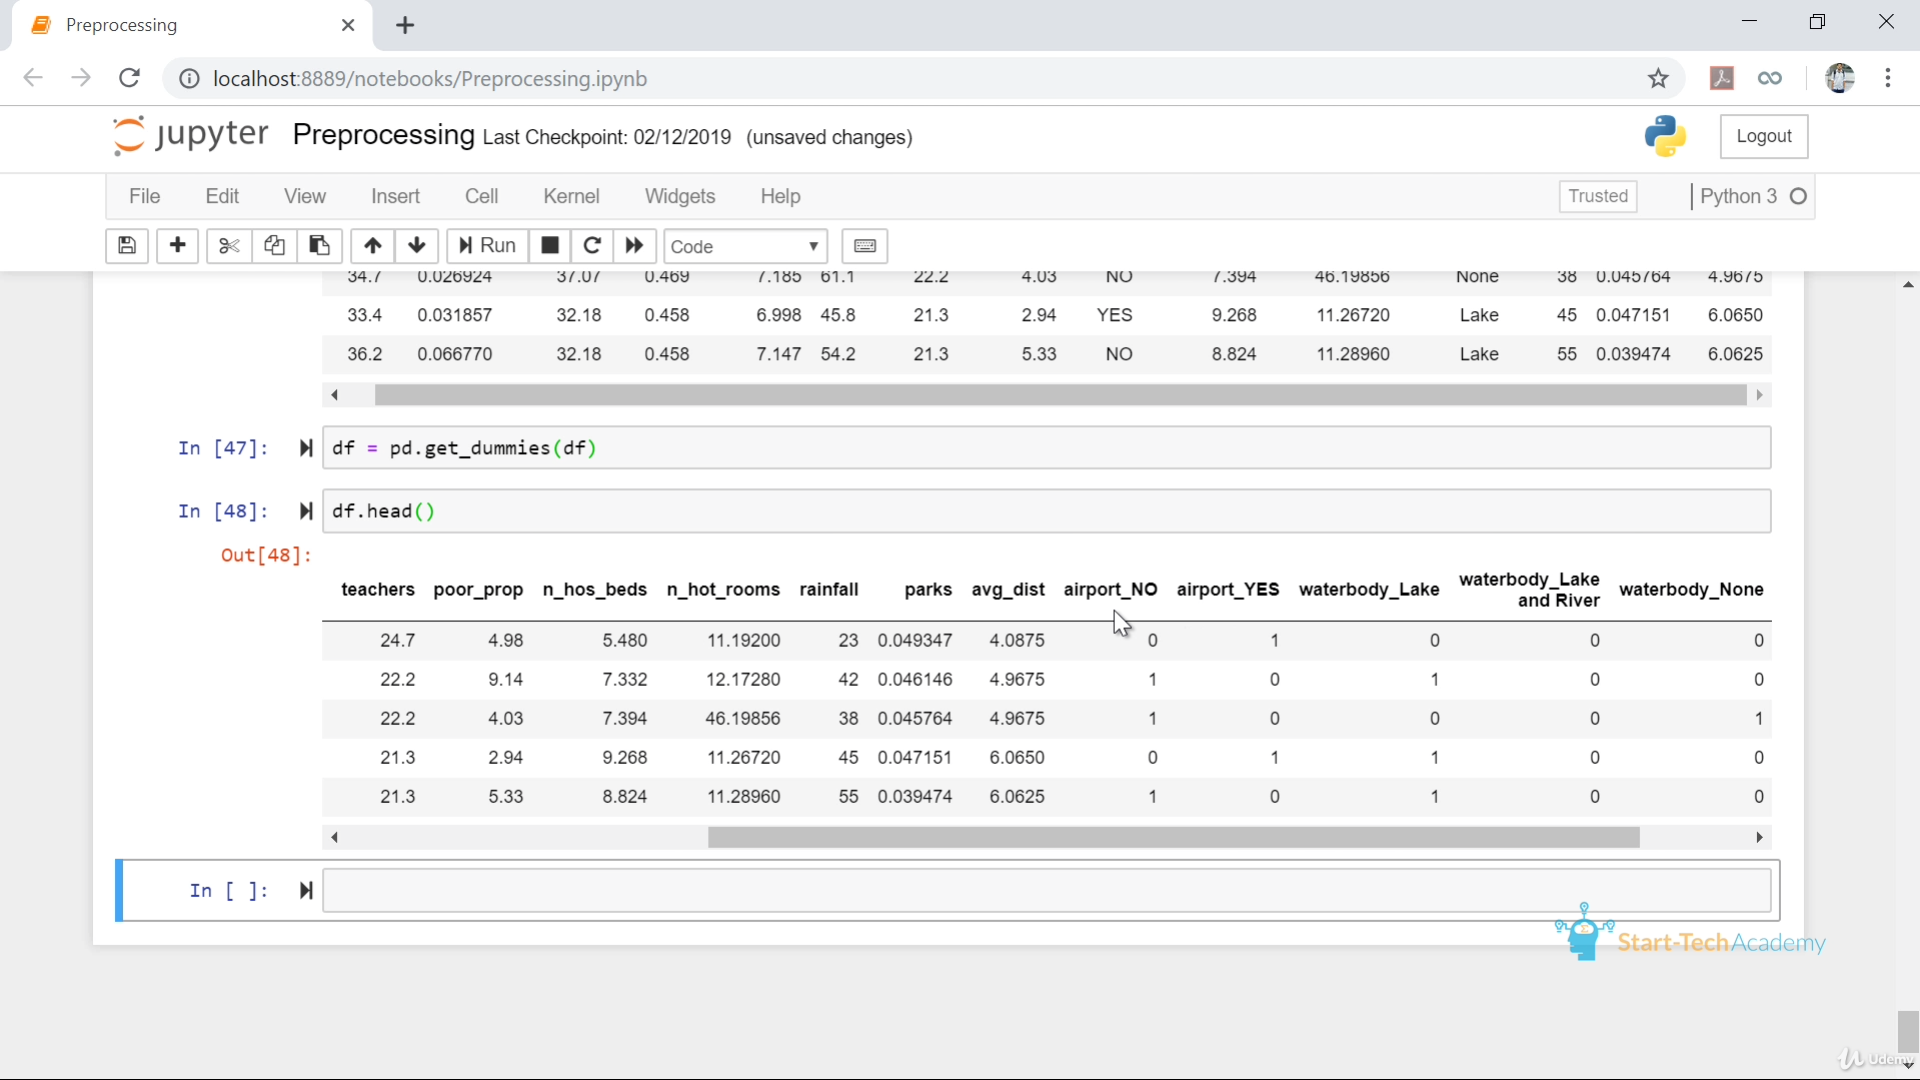 Preprocessing
localhost:8889/notebooks/Preprocessing.ipynb
jupyter Preprocessing Last Checkpoint: 02/12/2019 (unsaved changes) Logout
File Edit View Insert Cell Kernel Widgets Help Trusted Python 3
Run Code
34.7 0.026924 37.07 0.469 7.185 61.1 22.2 4.03 NO 7.394 46.19856 None 38 0.045764 4.9675
33.4 0.031857 32.18 0.458 6.998 45.8 21.3 2.94 YES 9.268 11.26720 Lake 45 0.047151 6.0650
36.2 0.066770 32.18 0.458 7.147 54.2 21.3 5.33 NO 8.824 11.28960 Lake 55 0.039474 6.0625
In [47]: df = pd.get_dummies(df)
In [48]: df.head()
Out[48]:
teachers poor_prop n_hos_beds n_hot_rooms rainfall parks avg_dist airport_NO airport_YES waterbody_Lake waterbody_Lake and River waterbody_None
24.7 4.98 5.480 11.19200 23 0.049347 4.0875 0 1 0 0 0
22.2 9.14 7.332 12.17280 42 0.046146 4.9675 1 0 1 0 0
22.2 4.03 7.394 46.19856 38 0.045764 4.9675 1 0 0 0 1
21.3 2.94 9.268 11.26720 45 0.047151 6.0650 0 1 1 0 0
21.3 5.33 8.824 11.28960 55 0.039474 6.0625 1 0 1 0 0
In [ ]:
Start-TechAcademy
Udemy